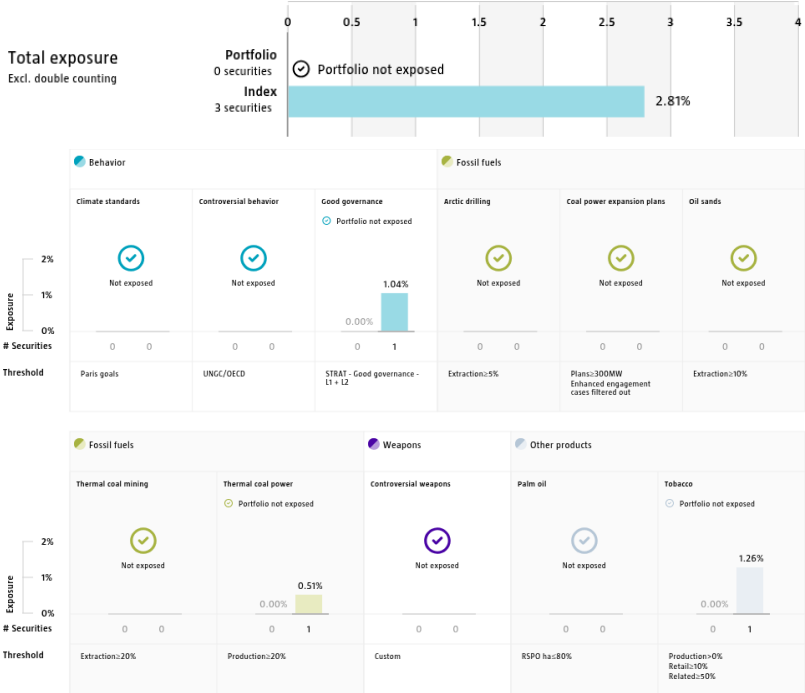 0 0.5 1 1.5 2 2.5 3 3.5 4
Total exposure
Excl. double counting
Portfolio
0 securities
Portfolio not exposed
Index
3 securities
2.81%
Behavior
Fossil fuels
Climate standards
Controversial behavior
Good governance
Arctic drilling
Coal power expansion plans
Oil sands
Portfolio not exposed
Exposure
2%
1%
0%
Not exposed
Not exposed
0.00%
1.04%
Not exposed
Not exposed
Not exposed
# Securities
0 0
0 0
0 1
0 0
0 0
0 0
Threshold
Paris goals
UNGC/OECD
STRAT - Good governance -
L1 + L2
Extraction≥5%
Plans≥300MW
Enhanced engagement
cases filtered out
Extraction≥10%
Fossil fuels
Weapons
Other products
Thermal coal mining
Thermal coal power
Controversial weapons
Palm oil
Tobacco
Portfolio not exposed
Portfolio not exposed
Exposure
2%
1%
0%
Not exposed
0.00%
0.51%
Not exposed
Not exposed
0.00%
1.26%
# Securities
0 0
0 1
0 0
0 0
0 1
Threshold
Extraction≥20%
Production≥20%
Custom
RSPO ha≤80%
Production>0%
Retail≥10%
Related≥50%